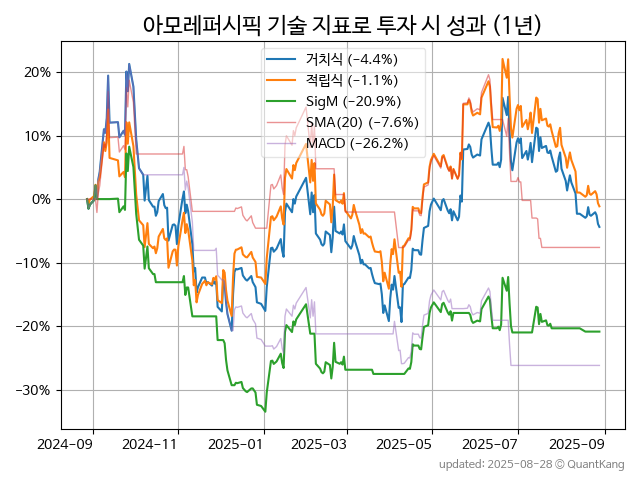 아모레퍼시픽 기술 지표로 투자 시 성과 (1년)
거치식 (−4.4%)
적립식 (−1.1%)
SigM (−20.9%)
SMA(20) (−7.6%)
MACD (−26.2%)
20%
10%
0%
−10%
−20%
−30%
2024-09 2024-11 2025-01 2025-03 2025-05 2025-07 2025-09
updated: 2025-08-28 © QuantKang